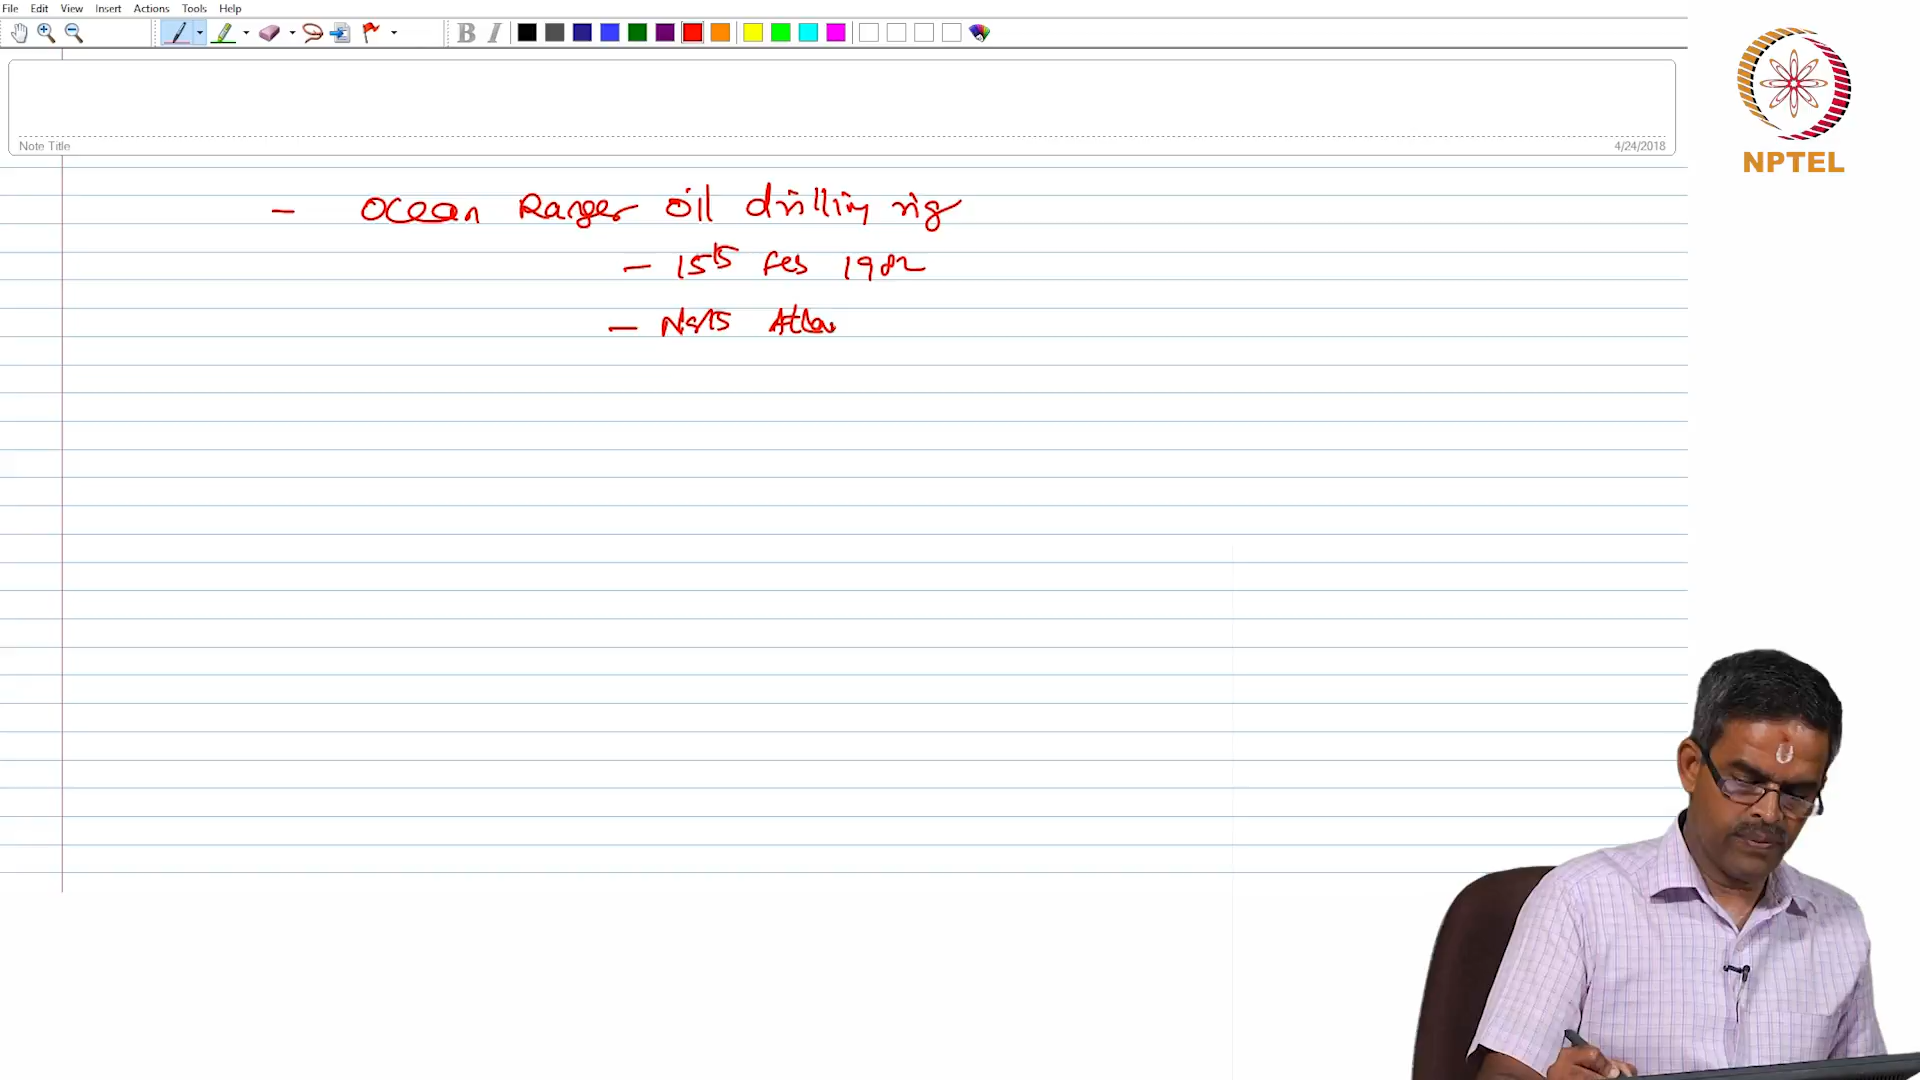 File Edit View Insert Actions Tools Help
B I
NPTEL
Note Title 4/24/2018
- Ocean Ranger oil drilling rig
- 15th Feb 1982
- North Atlan